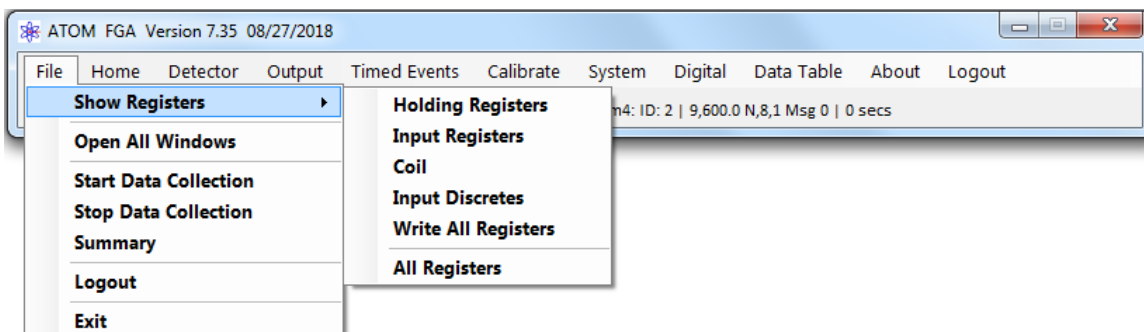 ATOM FGA Version 7.35 08/27/2018
File Home Detector Output Timed Events Calibrate System Digital Data Table About Logout
Show Registers
Holding Registers
ID: 2 | 9,600.0 N,8,1 Msg 0 | 0 secs
Open All Windows
Input Registers
Coil
Start Data Collection
Input Discretes
Stop Data Collection
Write All Registers
Summary
All Registers
Logout
Exit